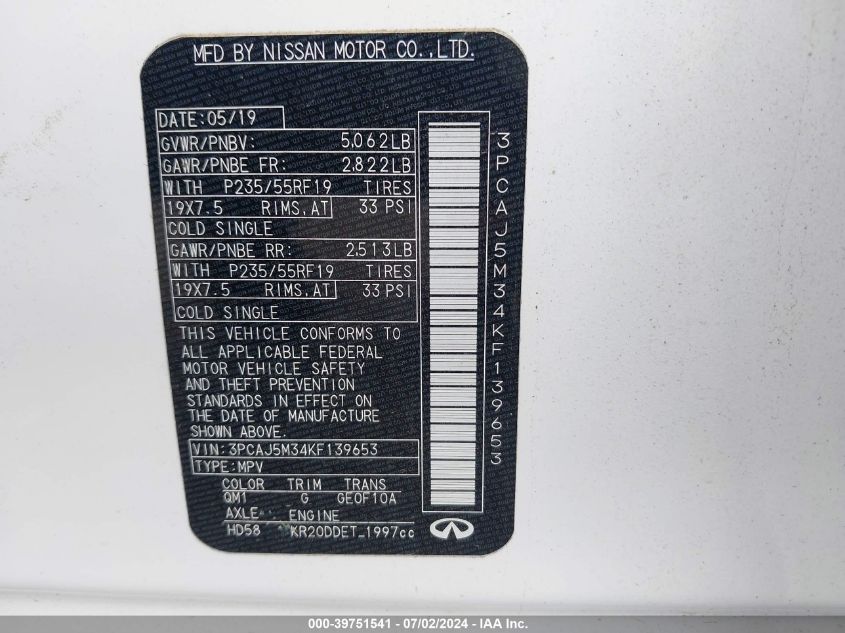 MFD BY NISSAN MOTOR CO.,LTD.
DATE:05/19
GVWR/PNBV: 5,062LB
GAWR/PNBE FR: 2,822LB
WITH P235/55RF19 TIRES
19X7.5 RIMS,AT 33 PSI
COLD SINGLE
GAWR/PNBE RR: 2,513LB
WITH P235/55RF19 TIRES
19X7.5 RIMS,AT 33 PSI
COLD SINGLE
THIS VEHICLE CONFORMS TO
ALL APPLICABLE FEDERAL
MOTOR VEHICLE SAFETY
AND THEFT PREVENTION
STANDARDS IN EFFECT ON
THE DATE OF MANUFACTURE
SHOWN ABOVE.
VIN:3PCAJ5M34KF139653
TYPE:MPV
COLOR TRIM TRANS
QM1 G GE0F10A
AXLE ENGINE
HD58 KR20DDET_1997cc
3PCAJ5M34KF139653
000-39751541 / 07/02/2024 - IAA Inc.